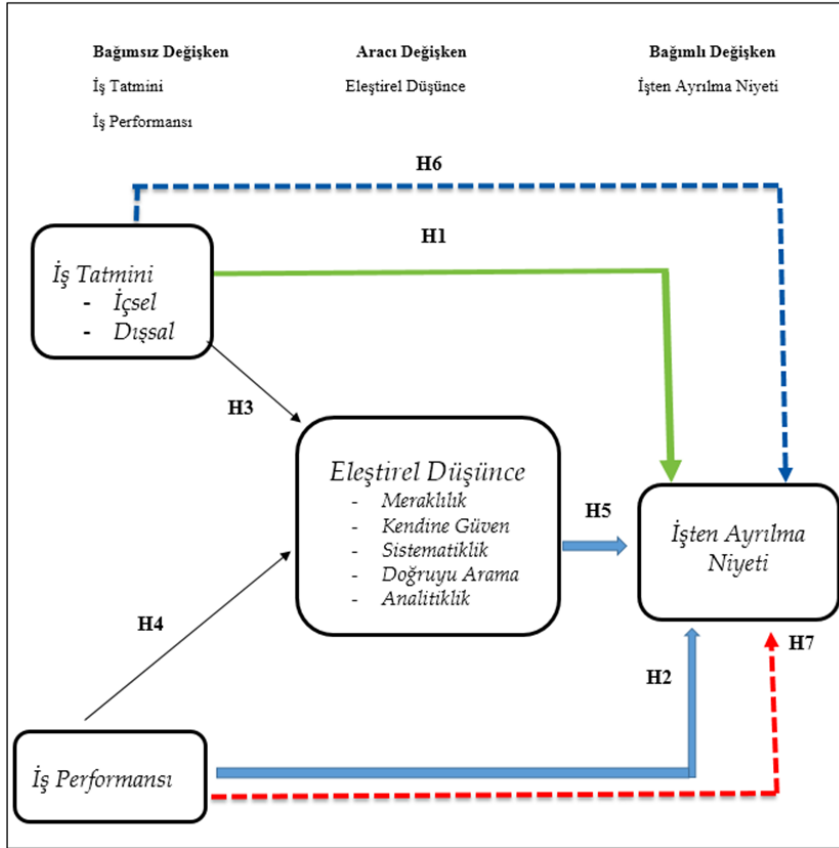 Bağımsız Değişken
Aracı Değişken
Bağımlı Değişken
İş Tatmini
Eleştirel Düşünce
İşten Ayrılma Niyeti
İş Performansı
H6
H1
İş Tatmini
- İçsel
- Dışsal
H3
Eleştirel Düşünce
- Meraklılık
- Kendine Güven
- Sistematiklik
- Doğruyu Arama
- Analitiklik
H5
İşten Ayrılma
Niyeti
H4
H2
H7
İş Performansı